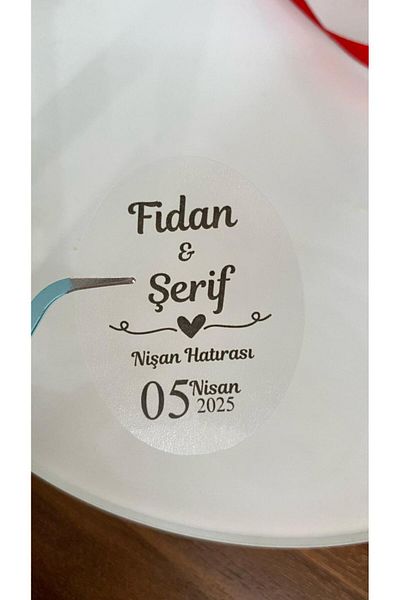 Fidan
&
Şerif
Nişan Hatırası
05 Nisan
2025